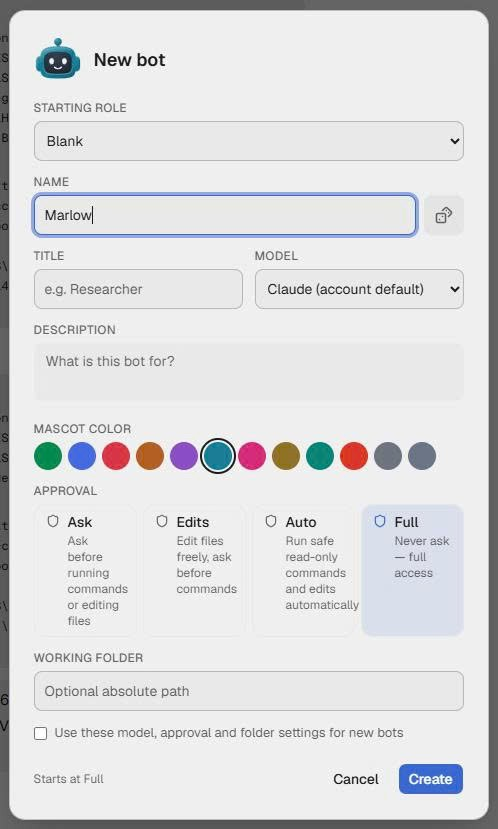 New bot
STARTING ROLE
Blank
NAME
Marlow
TITLE
MODEL
e.g. Researcher
Claude (account default)
DESCRIPTION
What is this bot for?
MASCOT COLOR
APPROVAL
Ask
Ask
before
running
commands
or editing
files
Edits
Edit files
freely, ask
before
commands
Auto
Run safe
read-only
commands
and edits
automatically
Full
Never ask
— full
access
WORKING FOLDER
Optional absolute path
Use these model, approval and folder settings for new bots
Starts at Full
Cancel
Create